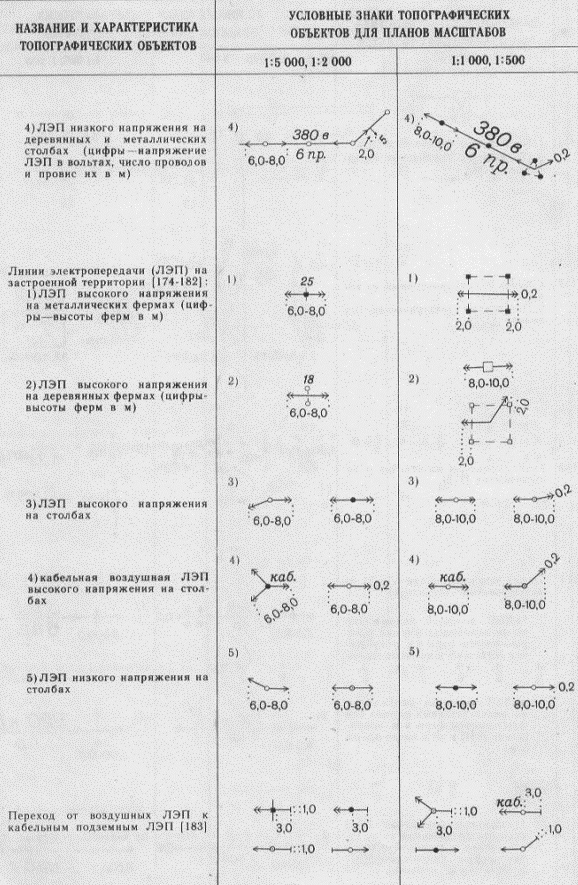 НАЗВАНИЕ И ХАРАКТЕРИСТИКА
ТОПОГРАФИЧЕСКИХ ОБЪЕКТОВ
УСЛОВНЫЕ ЗНАКИ ТОПОГРАФИЧЕСКИХ
ОБЪЕКТОВ ДЛЯ ПЛАНОВ МАСШТАБОВ
1:5 000, 1:2 000
1:1 000, 1:500
4) ЛЭП низкого напряжения на
деревянных и металлических
столбах (цифры—напряжение
ЛЭП в вольтах, число проводов
и провис их в м)
4)
380 в
6 пр.
6,0-8,0
2,0
5
4)
380 в
6 пр.
8,0-10,0
0,2
Линии электропередачи (ЛЭП) на
застроенной территории [174-182]:
1) ЛЭП высокого напряжения
на металлических фермах (циф-
ры—высоты ферм в м)
1)
25
6,0-8,0
1)
0,2
2,0
2,0
2) ЛЭП высокого напряжения
на деревянных фермах (цифры-
высоты ферм в м)
2)
18
6,0-8,0
2)
8,0-10,0
2,0
2,0
3) ЛЭП высокого напряжения
на столбах
3)
6,0-8,0
6,0-8,0
3)
0,2
8,0-10,0
8,0-10,0
4) кабельная воздушная ЛЭП
высокого напряжения на стол-
бах
4)
каб.
6,0-8,0
0,2
6,0-8,0
4)
каб.
8,0-10,0
0,2
8,0-10,0
5) ЛЭП низкого напряжения на
столбах
5)
6,0-8,0
6,0-8,0
5)
8,0-10,0
0,2
8,0-10,0
Переход от воздушных ЛЭП к
кабельным подземным ЛЭП [183]
1,0
3,0
3,0
1,0
1,0
3,0
каб.
3,0
1,0